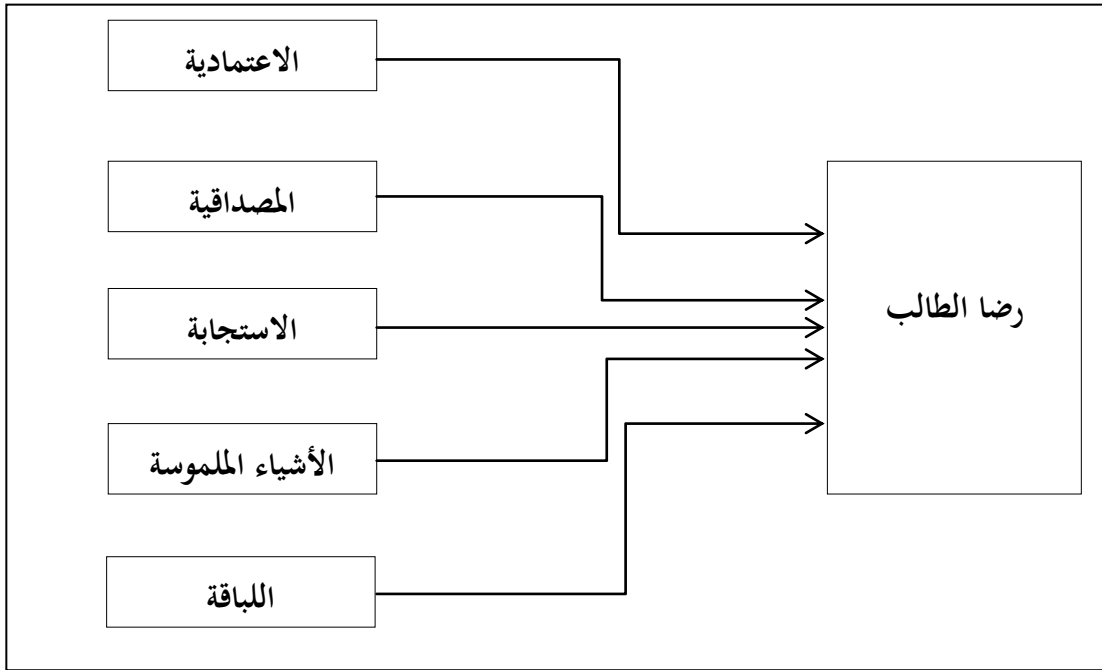 الاعتمادية
المصداقية
الاستجابة
الأشياء الملموسة
اللباقة
رضا الطالب